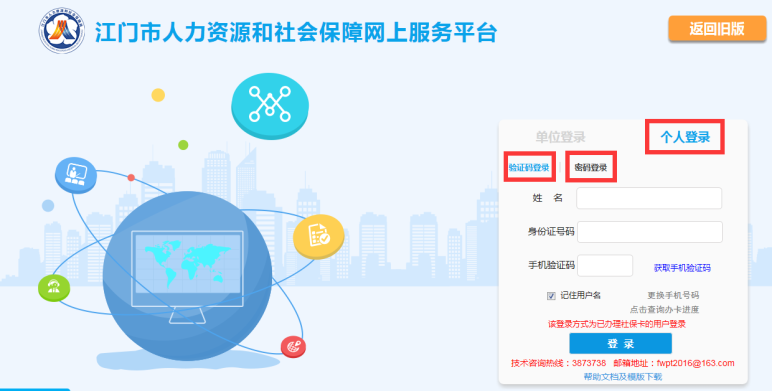 江门市人力资源和社会保障网上服务平台
返回旧版
单位登录 个人登录
验证码登录 密码登录
姓 名
身份证号码
手机验证码 获取手机验证码
记住用户名 更换手机号码
点击查询办卡进度
该登录方式为已办理社保卡的用户登录
登 录
技术咨询热线：3873738 邮箱地址：fwpt2016@163.com
帮助文档及模版下载